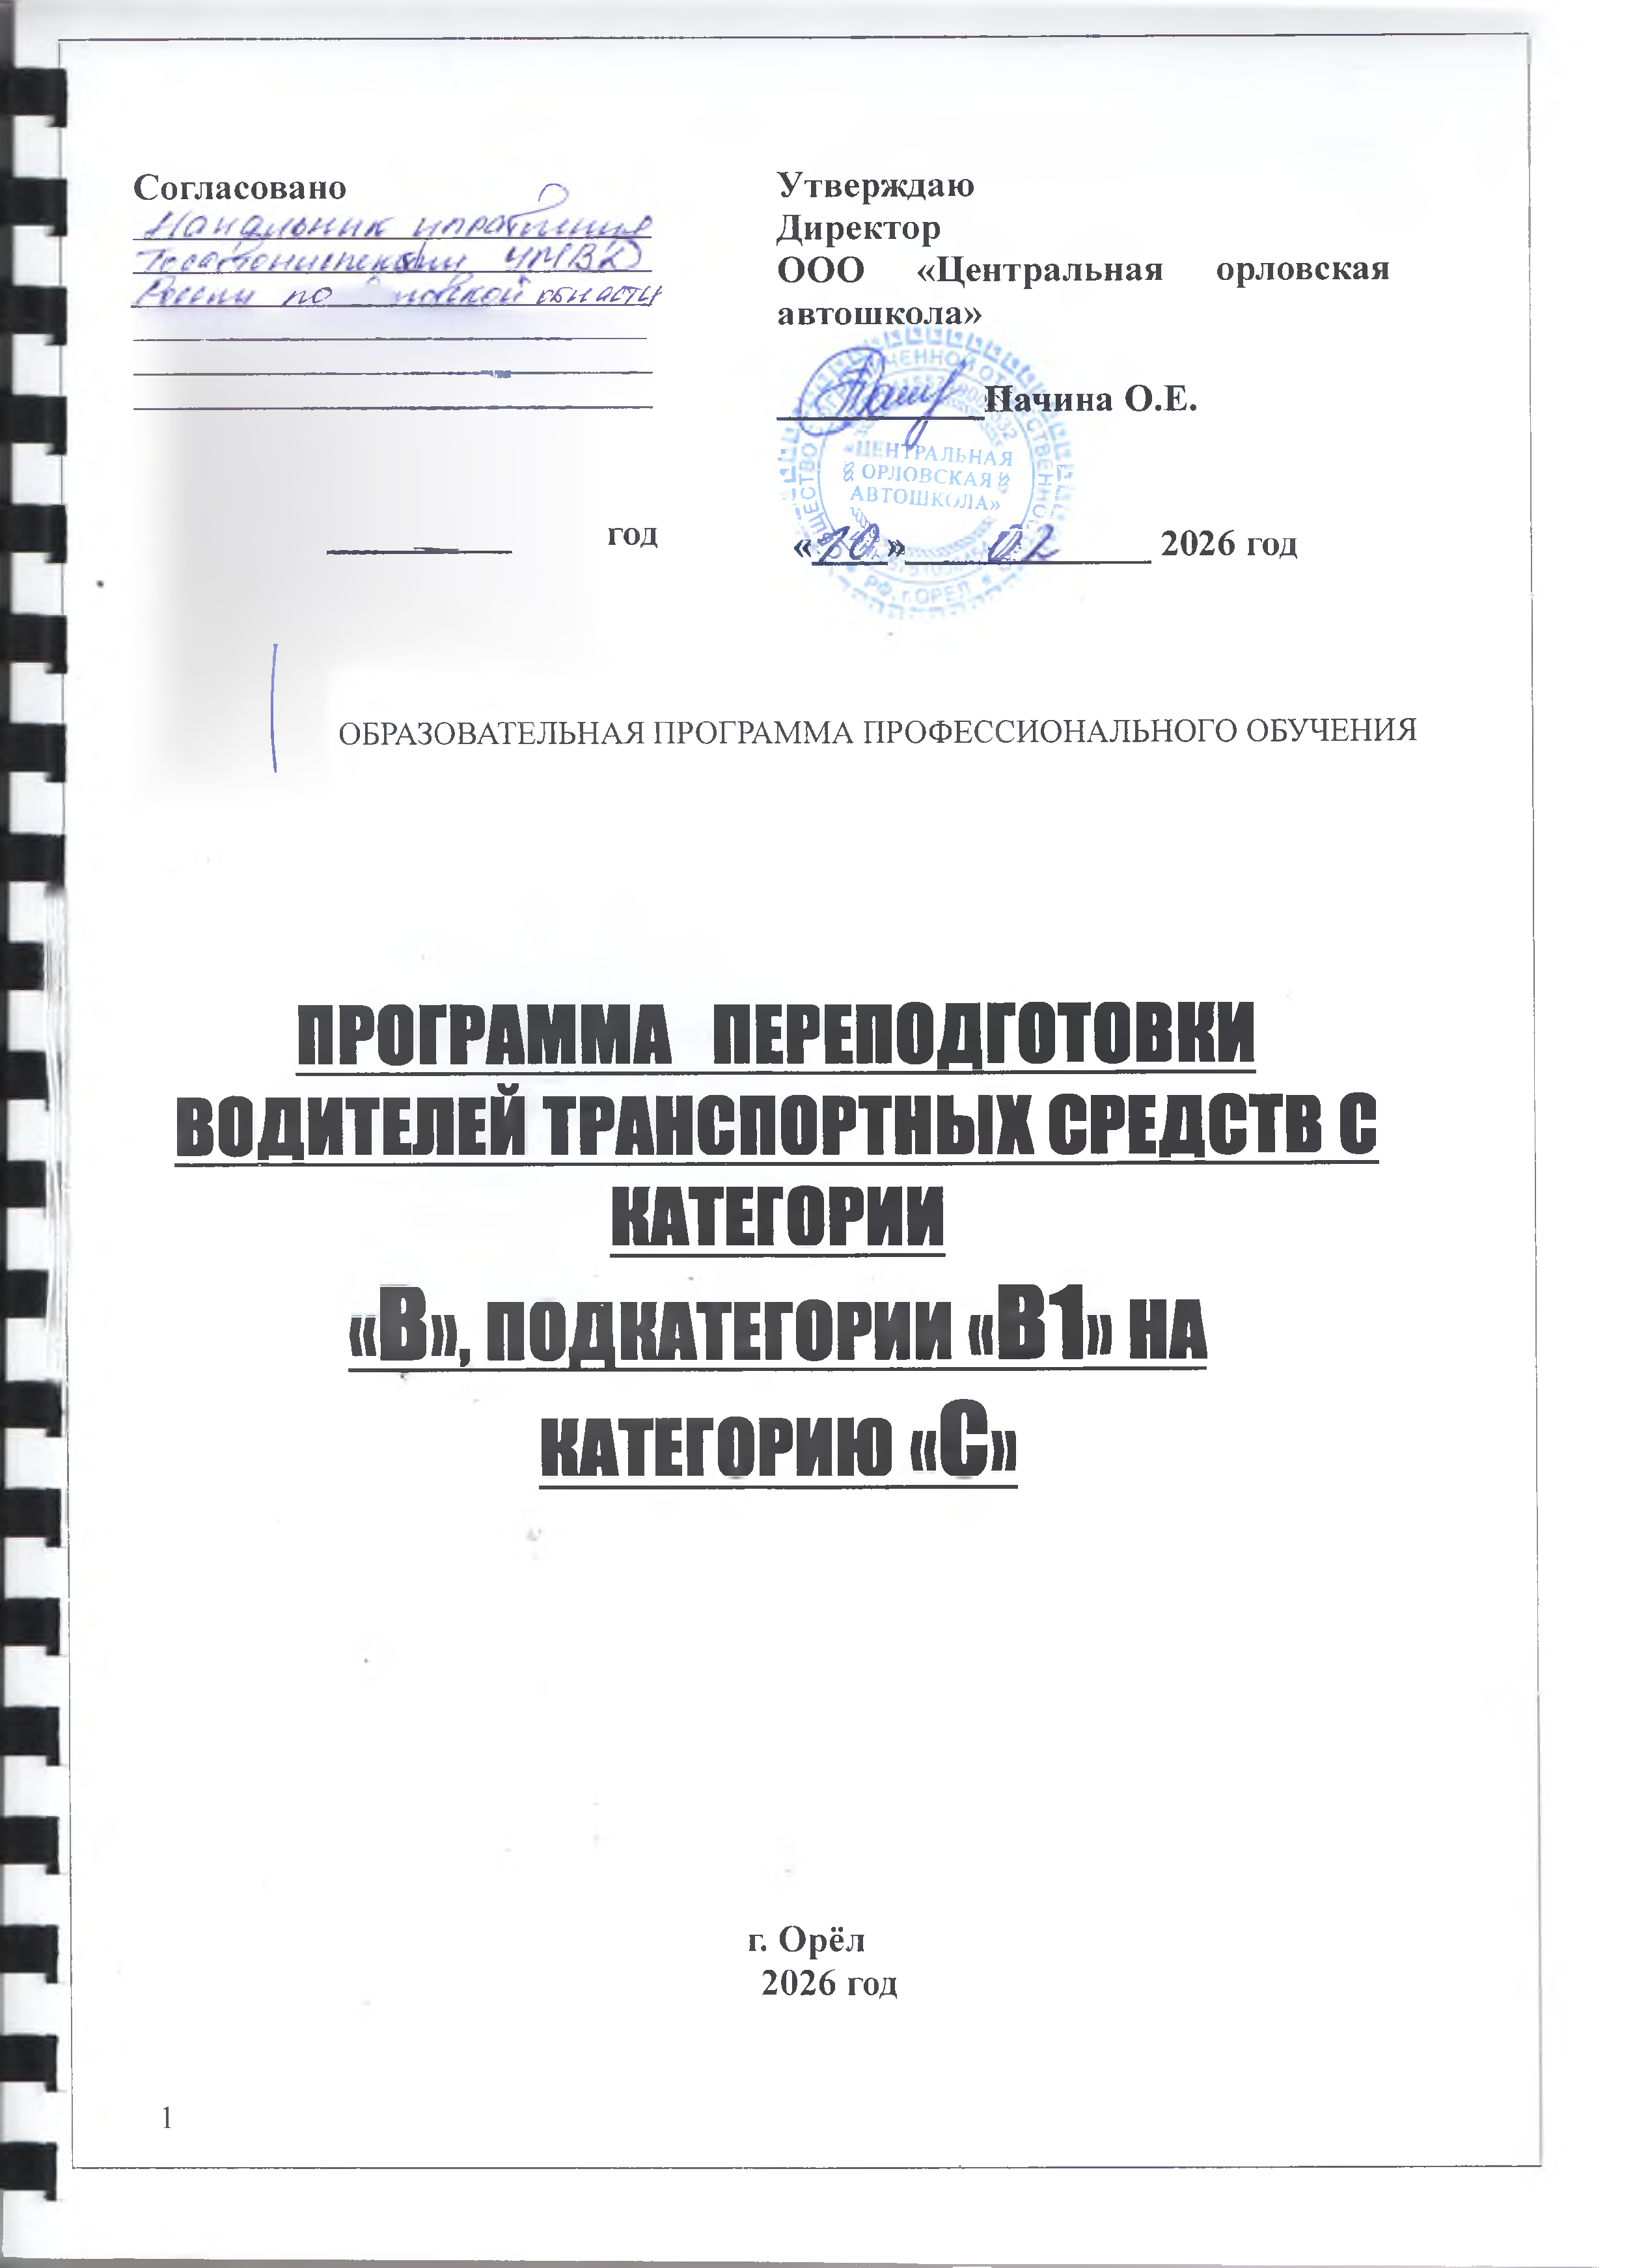 Согласовано
Начальник управления
Госавтоинспекции УМВД
России по области
год
Утверждаю
Директор
ООО «Центральная орловская
автошкола»
Пачина О.Е.
«ЦЕНТРАЛЬНАЯ
ОРЛОВСКАЯ
АВТОШКОЛА»
РФ, г.ОРЕЛ
«20» 02 2026 год
ОБРАЗОВАТЕЛЬНАЯ ПРОГРАММА ПРОФЕССИОНАЛЬНОГО ОБУЧЕНИЯ
ПРОГРАММА ПЕРЕПОДГОТОВКИ
ВОДИТЕЛЕЙ ТРАНСПОРТНЫХ СРЕДСТВ С
КАТЕГОРИИ
«В», ПОДКАТЕГОРИИ «В1» НА
КАТЕГОРИЮ «С»
г. Орёл
2026 год
1